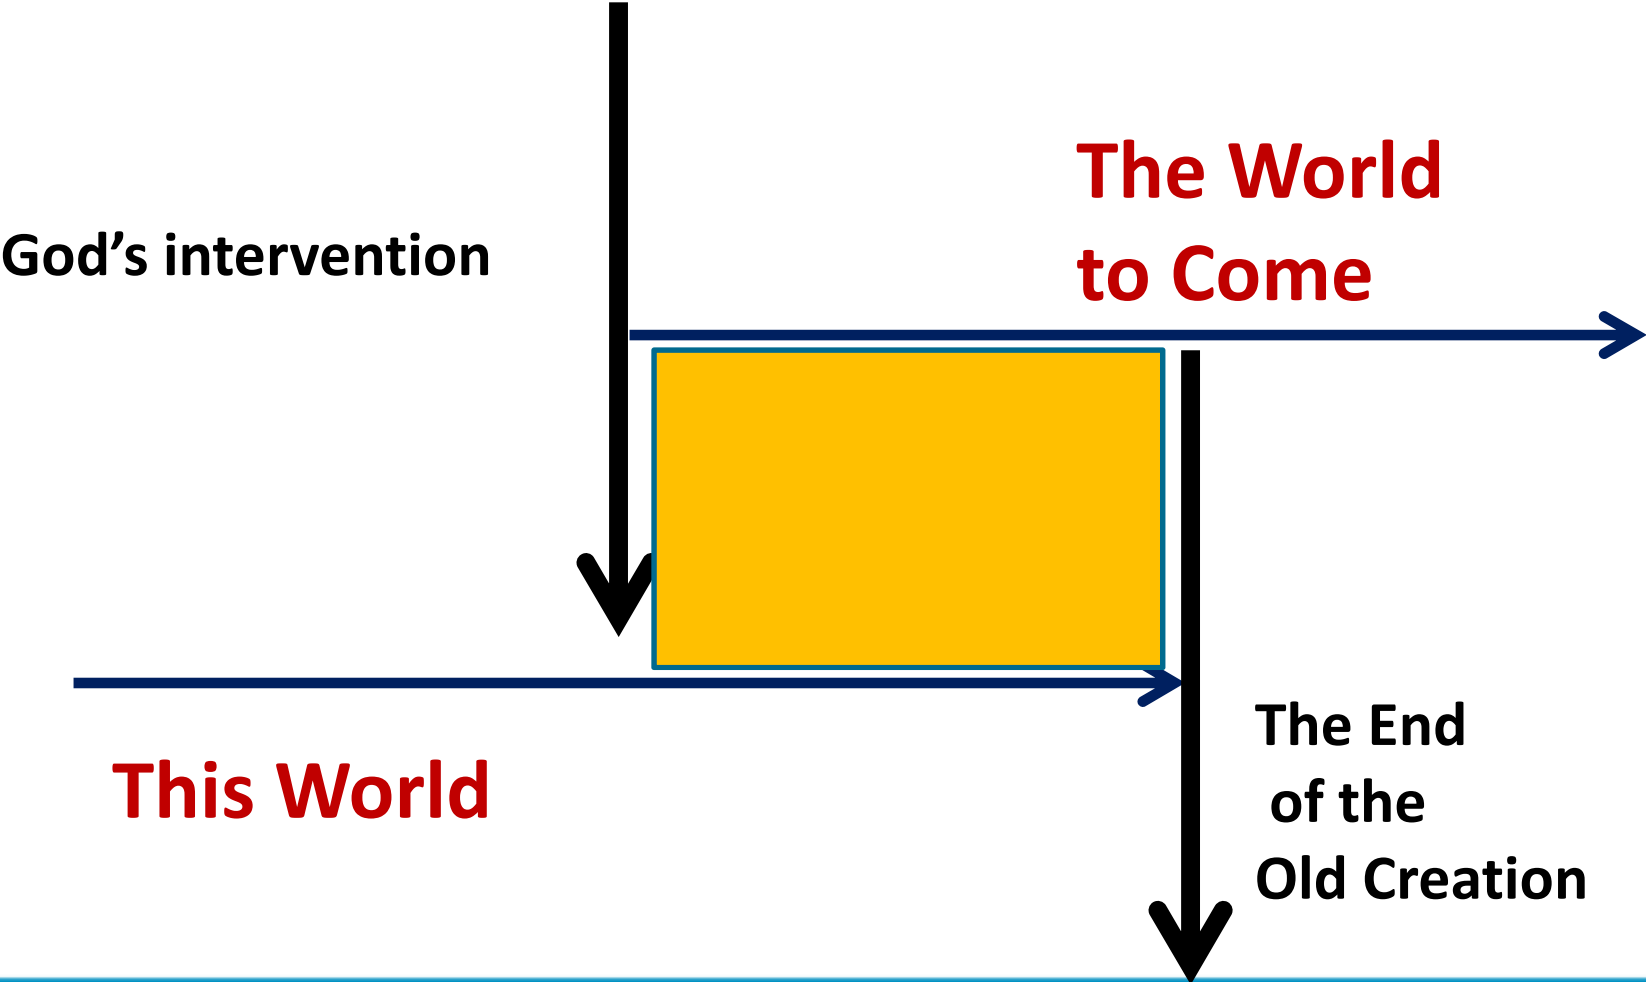 The World
to Come
God’s intervention
This World
The End
of the
Old Creation